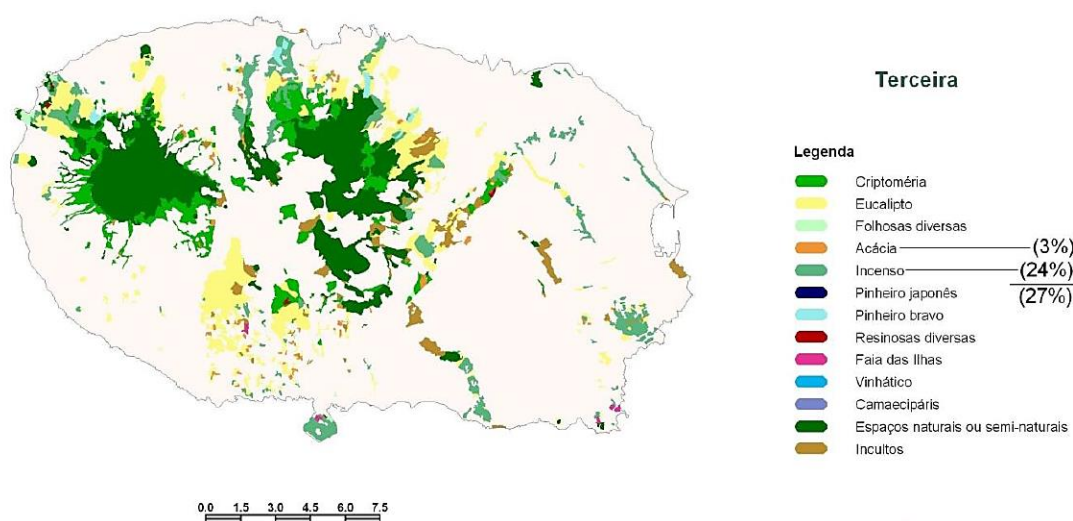 Terceira
Legenda
Criptoméria
Eucalipto
Folhosas diversas
Acácia (3%)
Incenso (24%)
Pinheiro japonês (27%)
Pinheiro bravo
Resinosas diversas
Faia das Ilhas
Vinhático
Camaecipáris
Espaços naturais ou semi-naturais
Incultos
0.0 1.5 3.0 4.5 6.0 7.5